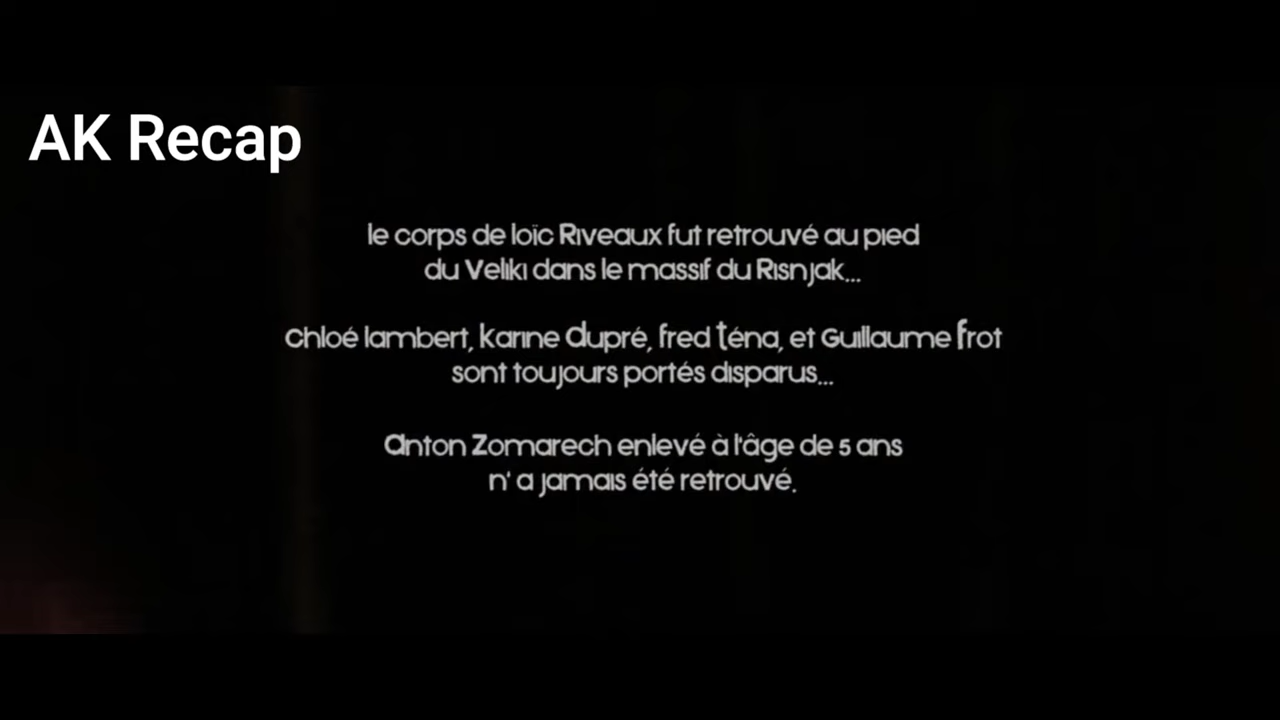 AK Recap
le corps de loïc Riveaux fut retrouvé au pied
du Veliki dans le massif du Risnjak...
chloé lambert, karine dupré, fred téna, et Guillaume frot
sont toujours portés disparus...
anton Zomarech enlevé à l'âge de 5 ans
n' a jamais été retrouvé.